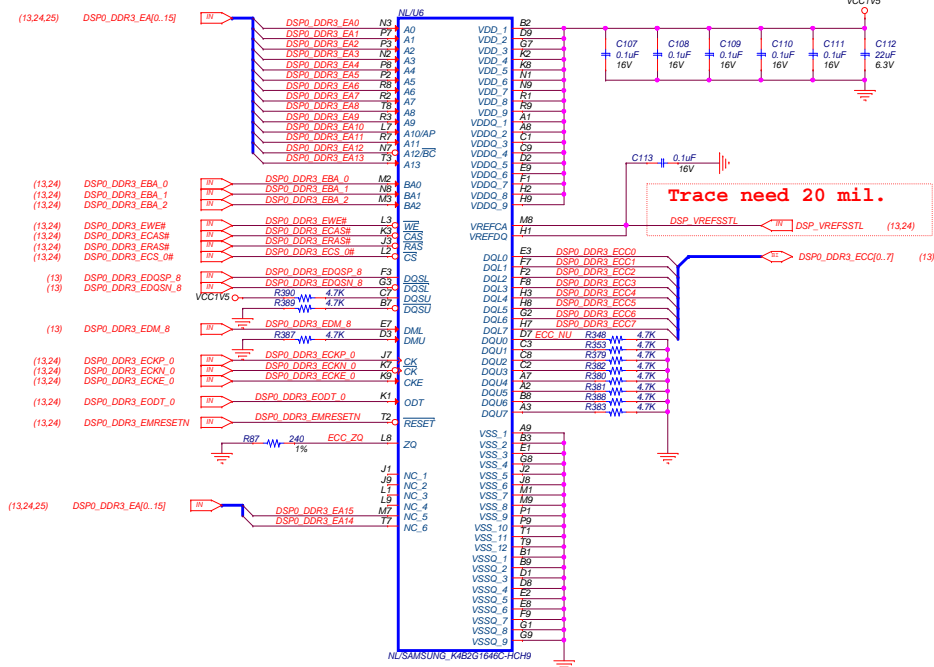 NL/U6
VCC1V5
(13,24,25) DSP0_DDR3_EA[0..15] IN
DSP0_DDR3_EA0 N3 A0
DSP0_DDR3_EA1 P7 A1
DSP0_DDR3_EA2 P3 A2
DSP0_DDR3_EA3 N2 A3
DSP0_DDR3_EA4 P8 A4
DSP0_DDR3_EA5 P2 A5
DSP0_DDR3_EA6 R8 A6
DSP0_DDR3_EA7 R2 A7
DSP0_DDR3_EA8 T8 A8
DSP0_DDR3_EA9 R3 A9
DSP0_DDR3_EA10 L7 A10/AP
DSP0_DDR3_EA11 R7 A11
DSP0_DDR3_EA12 N7 A12/BC
DSP0_DDR3_EA13 T3 A13
(13,24) DSP0_DDR3_EBA_0 IN DSP0_DDR3_EBA_0 M2 BA0
(13,24) DSP0_DDR3_EBA_1 IN DSP0_DDR3_EBA_1 N8 BA1
(13,24) DSP0_DDR3_EBA_2 IN DSP0_DDR3_EBA_2 M3 BA2
(13,24) DSP0_DDR3_EWE# IN DSP0_DDR3_EWE# L3 WE
(13,24) DSP0_DDR3_ECAS# IN DSP0_DDR3_ECAS# K3 CAS
(13,24) DSP0_DDR3_ERAS# IN DSP0_DDR3_ERAS# J3 RAS
(13,24) DSP0_DDR3_ECS_0# IN DSP0_DDR3_ECS_0# L2 CS
(13) DSP0_DDR3_EDQSP_8 IN DSP0_DDR3_EDQSP_8 F3 DQSL
(13) DSP0_DDR3_EDQSN_8 IN DSP0_DDR3_EDQSN_8 G3 DQSL
VCC1V5 R390 4.7K C7 DQSU
R389 4.7K B7 DQSU
(13) DSP0_DDR3_EDM_8 IN DSP0_DDR3_EDM_8 E7 DML
R387 4.7K D3 DMU
(13,24) DSP0_DDR3_ECKP_0 IN DSP0_DDR3_ECKP_0 J7 CK
(13,24) DSP0_DDR3_ECKN_0 IN DSP0_DDR3_ECKN_0 K7 CK
(13,24) DSP0_DDR3_ECKE_0 IN DSP0_DDR3_ECKE_0 K9 CKE
(13,24) DSP0_DDR3_EODT_0 IN DSP0_DDR3_EODT_0 K1 ODT
(13,24) DSP0_DDR3_EMRESETN IN DSP0_DDR3_EMRESETN T2 RESET
R87 240 ECC_ZQ L8 ZQ
1%
J1 NC_1
J9 NC_2
L1 NC_3
L9 NC_4
(13,24,25) DSP0_DDR3_EA[0..15] IN
DSP0_DDR3_EA15 M7 NC_5
DSP0_DDR3_EA14 T7 NC_6
VDD_1 B2
VDD_2 D9
VDD_3 G7
VDD_4 K2
VDD_5 K8
VDD_6 N1
VDD_7 N9
VDD_8 R1
VDD_9 R9
VDDQ_1 A1
VDDQ_2 A8
VDDQ_3 C1
VDDQ_4 C9
VDDQ_5 D2
VDDQ_6 E9
VDDQ_7 F1
VDDQ_8 H2
VDDQ_9 H9
C107 C108 C109 C110 C111 C112
0.1uF 0.1uF 0.1uF 0.1uF 0.1uF 22uF
16V 16V 16V 16V 16V 6.3V
C113 0.1uF
16V
Trace need 20 mil.
VREFCA M8 DSP_VREFSSTL IN DSP_VREFSSTL (13,24)
VREFDQ H1
DQL0 E3 DSP0_DDR3_ECC0 BI DSP0_DDR3_ECC[0..7] (13)
DQL1 F7 DSP0_DDR3_ECC1
DQL2 F2 DSP0_DDR3_ECC2
DQL3 F8 DSP0_DDR3_ECC3
DQL4 H3 DSP0_DDR3_ECC4
DQL5 H8 DSP0_DDR3_ECC5
DQL6 G2 DSP0_DDR3_ECC6
DQL7 H7 DSP0_DDR3_ECC7
DQU0 D7 ECC_NU R348 4.7K
DQU1 C3 R353 4.7K
DQU2 C8 R379 4.7K
DQU3 C2 R382 4.7K
DQU4 A7 R380 4.7K
DQU5 A2 R381 4.7K
DQU6 B8 R388 4.7K
DQU7 A3 R383 4.7K
VSS_1 A9
VSS_2 B3
VSS_3 E1
VSS_4 G8
VSS_5 J2
VSS_6 J8
VSS_7 M1
VSS_8 M9
VSS_9 P1
VSS_10 P9
VSS_11 T1
VSS_12 T9
VSSQ_1 B1
VSSQ_2 B9
VSSQ_3 D1
VSSQ_4 D8
VSSQ_5 E2
VSSQ_6 E8
VSSQ_7 F9
VSSQ_8 G1
VSSQ_9 G9
NL/SAMSUNG_K4B2G1646C-HCH9